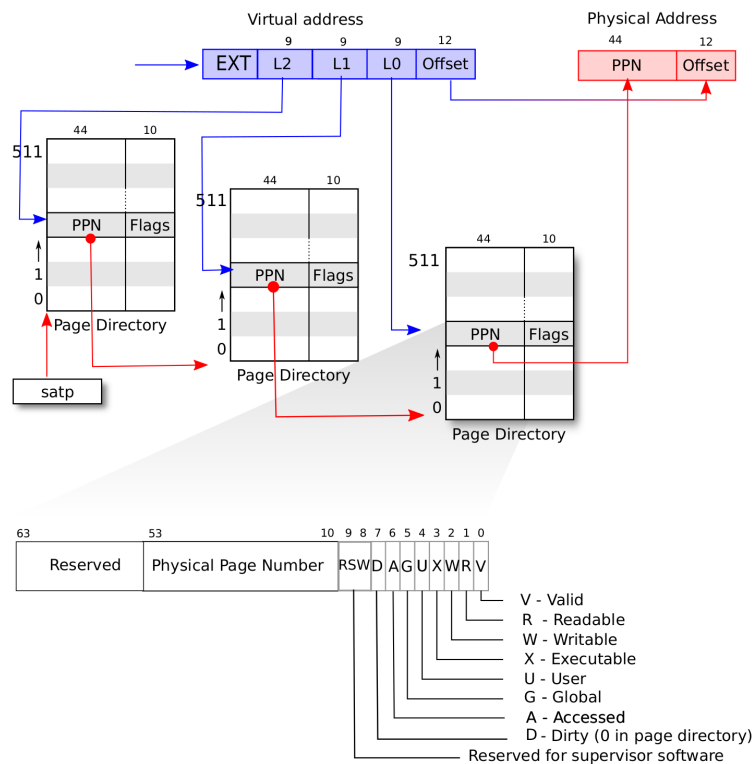 Virtual address
Physical Address
9 9 9 12
EXT L2 L1 L0 Offset
44 12
PPN Offset
44 10
511
PPN Flags
1
0
Page Directory
satp
44 10
511
PPN Flags
1
0
Page Directory
44 10
511
PPN Flags
1
0
Page Directory
63 53 10 9 8 7 6 5 4 3 2 1 0
Reserved Physical Page Number RSW D A G U X W R V
V - Valid
R - Readable
W - Writable
X - Executable
U - User
G - Global
A - Accessed
D - Dirty (0 in page directory)
Reserved for supervisor software